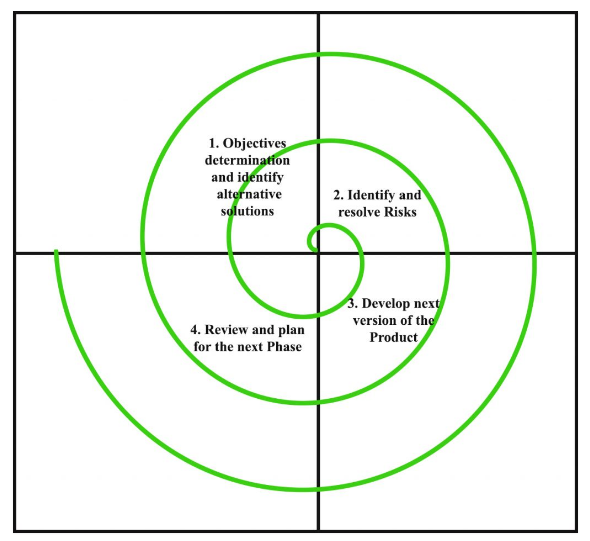 1. Objectives
determination
and identify
alternative
solutions
2. Identify and
resolve Risks
3. Develop next
version of the
Product
4. Review and plan
for the next Phase